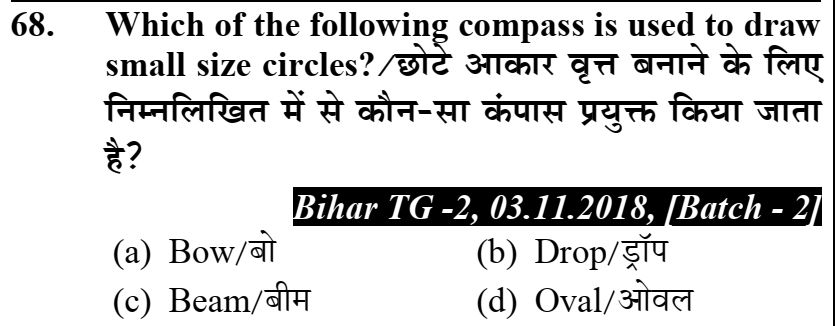 68. Which of the following compass is used to draw
small size circles?/छोटे आकार वृत्त बनाने के लिए
निम्नलिखित में से कौन-सा कंपास प्रयुक्त किया जाता
है?
Bihar TG -2, 03.11.2018, [Batch - 2]
(a) Bow/बो (b) Drop/ड्रॉप
(c) Beam/बीम (d) Oval/ओवल